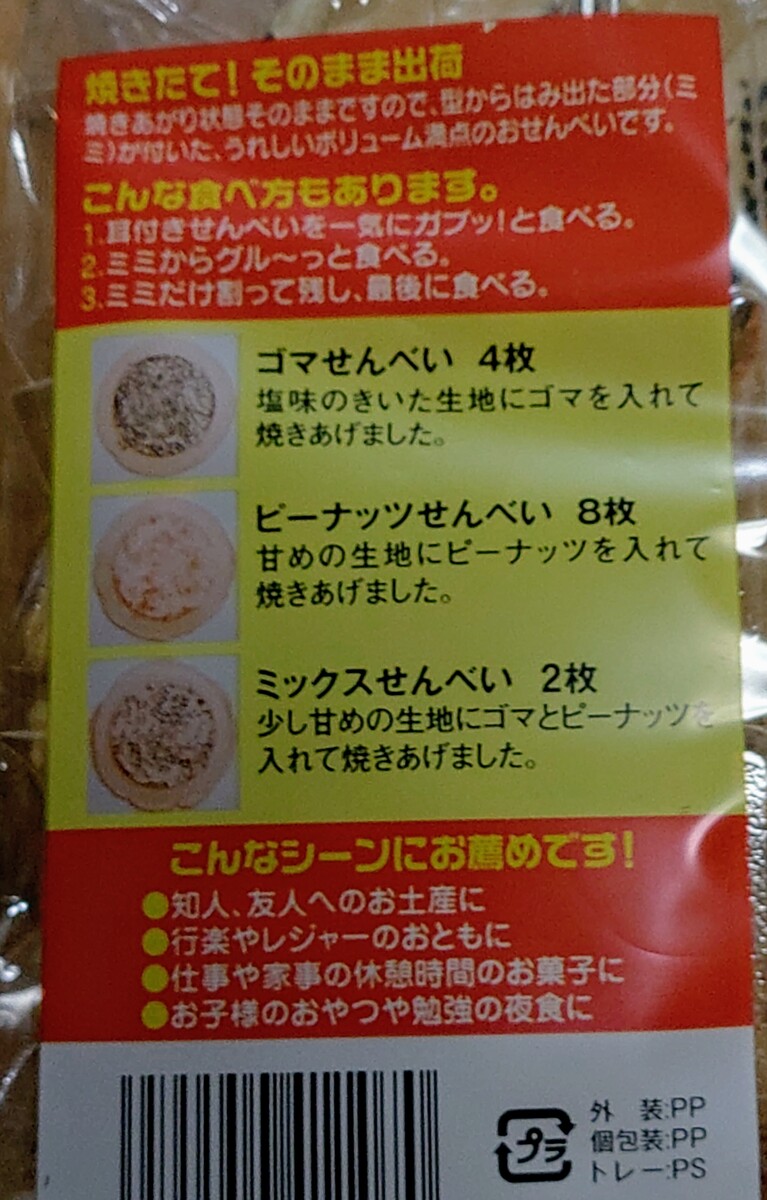 焼きたて！そのまま出荷
焼きあがり状態そのままですので、型からはみ出た部分（ミ
ミ）が付いた、うれしいボリューム満点のおせんべいです。
こんな食べ方もあります。
1.耳付きせんべいを一気にガブッ！と食べる。
2.ミミからグル〜っと食べる。
3.ミミだけ割って残し、最後に食べる。
ゴマせんべい 4枚
塩味のきいた生地にゴマを入れて
焼きあげました。
ピーナッツせんべい 8枚
甘めの生地にピーナッツを入れて
焼きあげました。
ミックスせんべい 2枚
少し甘めの生地にゴマとピーナッツを
入れて焼きあげました。
こんなシーンにお薦めです！
●知人、友人へのお土産に
●行楽やレジャーのおともに
●仕事や家事の休憩時間のお菓子に
●お子様のおやつや勉強の夜食に
プラ
外　装:PP
個包装:PP
トレー:PS